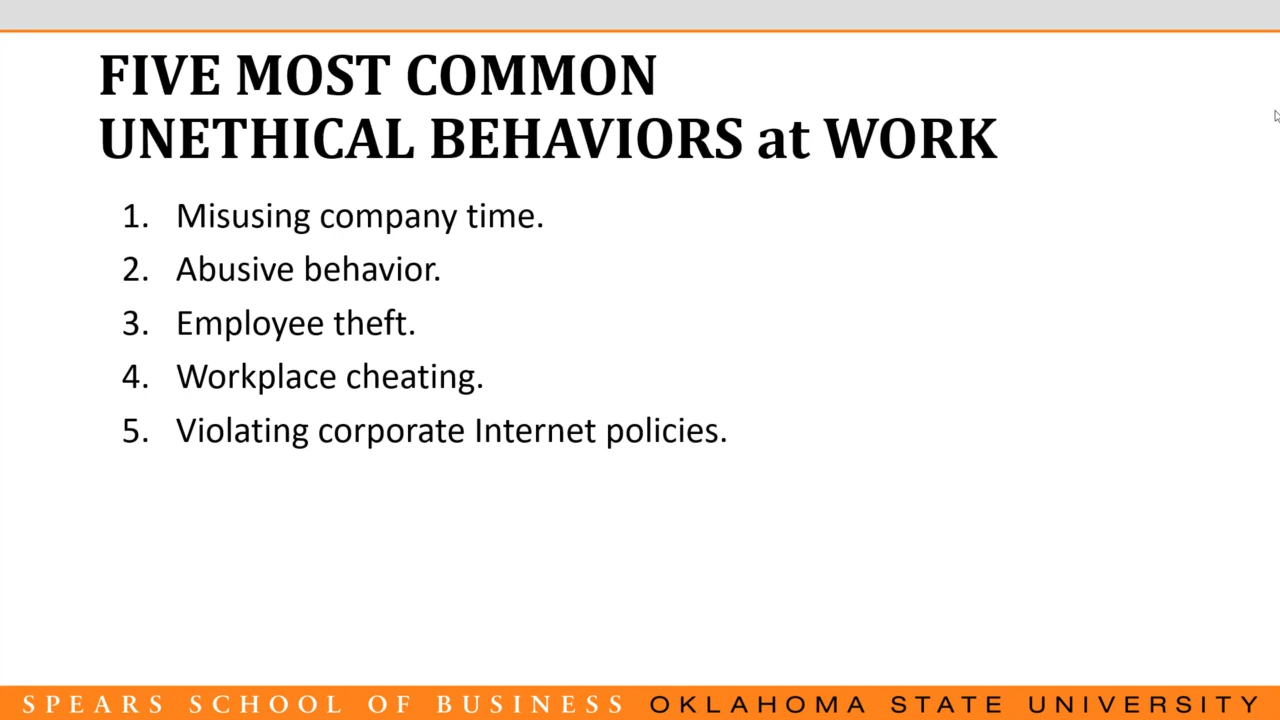 FIVE MOST COMMON
UNETHICAL BEHAVIORS at WORK
1. Misusing company time.
2. Abusive behavior.
3. Employee theft.
4. Workplace cheating.
5. Violating corporate Internet policies.
SPEARS SCHOOL OF BUSINESS OKLAHOMA STATE UNIVERSITY